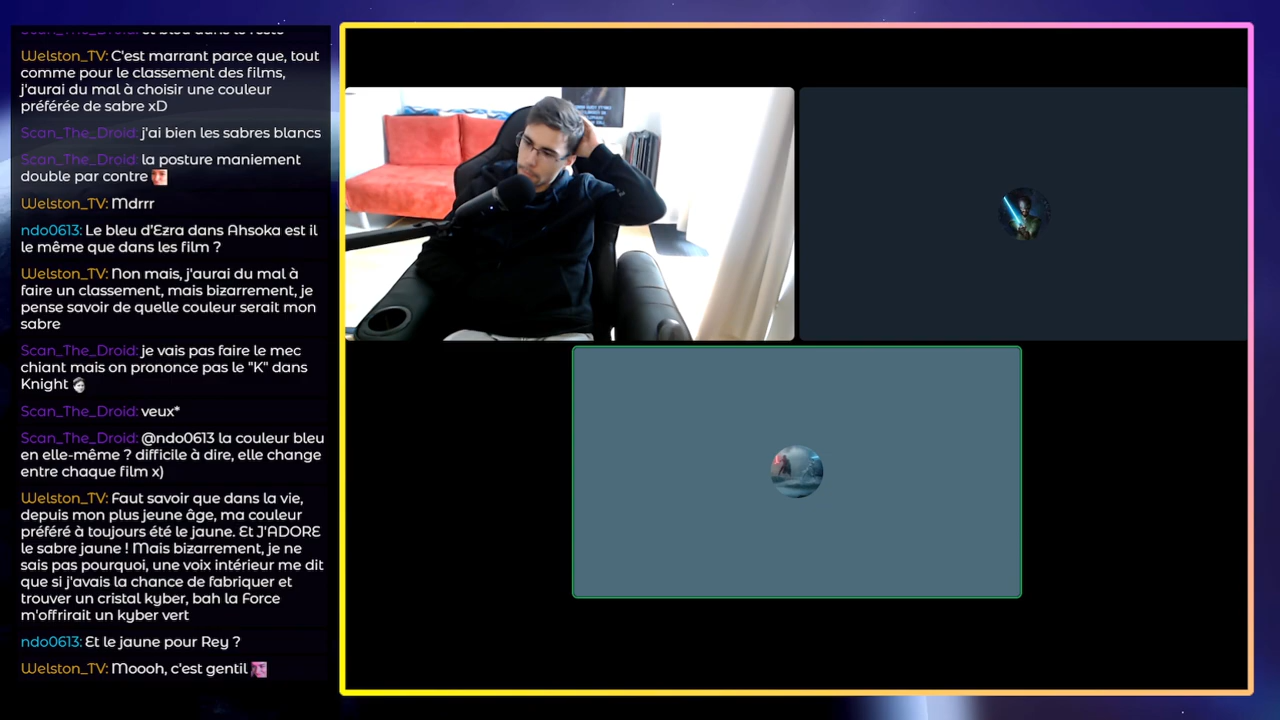 Welston_TV: C'est marrant parce que, tout
comme pour le classement des films,
j'aurai du mal à choisir une couleur
préférée de sabre xD
Scan_The_Droid: j'ai bien les sabres blancs
Scan_The_Droid: la posture maniement
double par contre
Welston_TV: Mdrrr
ndo0613: Le bleu d'Ezra dans Ahsoka est il
le même que dans les film ?
Welston_TV: Non mais, j'aurai du mal à
faire un classement, mais bizarrement, je
pense savoir de quelle couleur serait mon
sabre
Scan_The_Droid: je vais pas faire le mec
chiant mais on prononce pas le "K" dans
Knight
Scan_The_Droid: veux*
Scan_The_Droid: @ndo0613 la couleur bleu
en elle-même ? difficile à dire, elle change
entre chaque film x)
Welston_TV: Faut savoir que dans la vie,
depuis mon plus jeune âge, ma couleur
préféré à toujours été le jaune. Et J'ADORE
le sabre jaune ! Mais bizarrement, je ne
sais pas pourquoi, une voix intérieur me dit
que si j'avais la chance de fabriquer et
trouver un cristal kyber, bah la Force
m'offrirait un kyber vert
ndo0613: Et le jaune pour Rey ?
Welston_TV: Moooh, c'est gentil